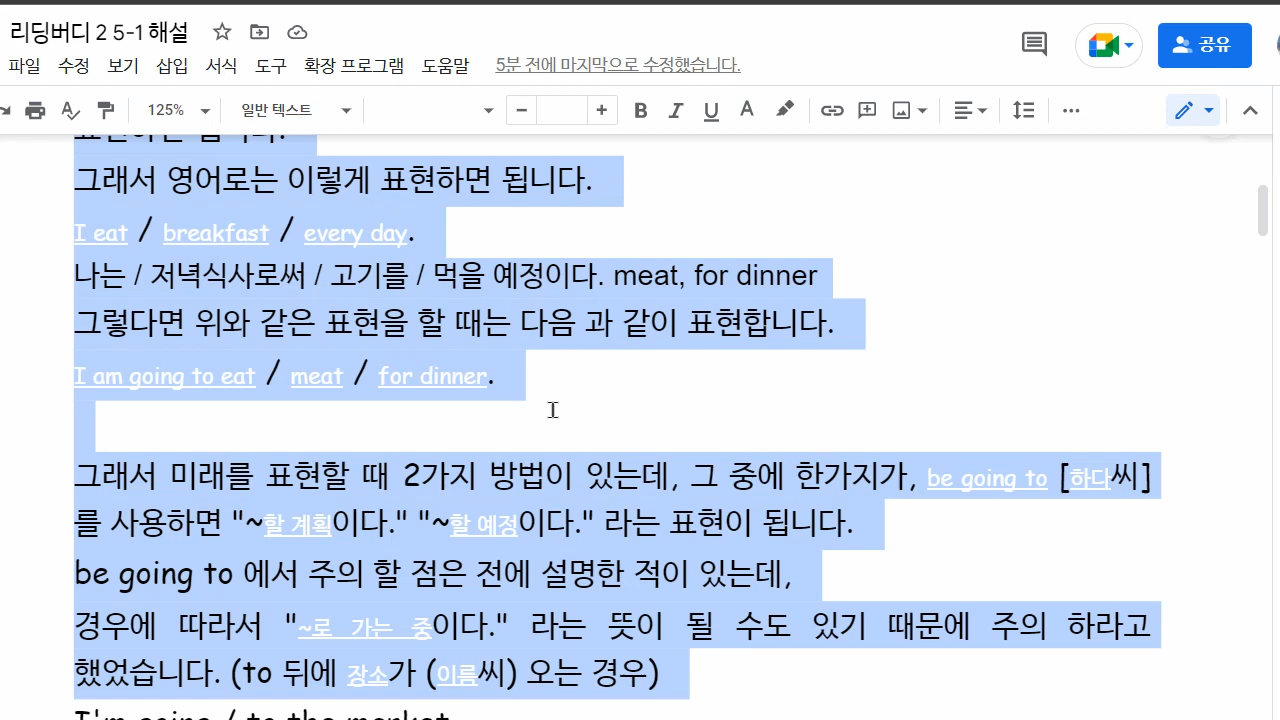 리딩버디 2 5-1 해설
파일 수정 보기 삽입 서식 도구 확장 프로그램 도움말 5분 전에 마지막으로 수정했습니다.
공유
125% 일반 텍스트
그래서 영어로는 이렇게 표현하면 됩니다.
I eat / breakfast / every day.
나는 / 저녁식사로써 / 고기를 / 먹을 예정이다. meat, for dinner
그렇다면 위와 같은 표현을 할 때는 다음 과 같이 표현합니다.
I am going to eat / meat / for dinner.
그래서 미래를 표현할 때 2가지 방법이 있는데, 그 중에 한가지가, be going to [하다씨]
를 사용하면 "~할 계획이다." "~할 예정이다." 라는 표현이 됩니다.
be going to 에서 주의 할 점은 전에 설명한 적이 있는데,
경우에 따라서 "~로 가는 중이다." 라는 뜻이 될 수도 있기 때문에 주의 하라고
했었습니다. (to 뒤에 장소가 (이름씨) 오는 경우)
I'm going / to the market